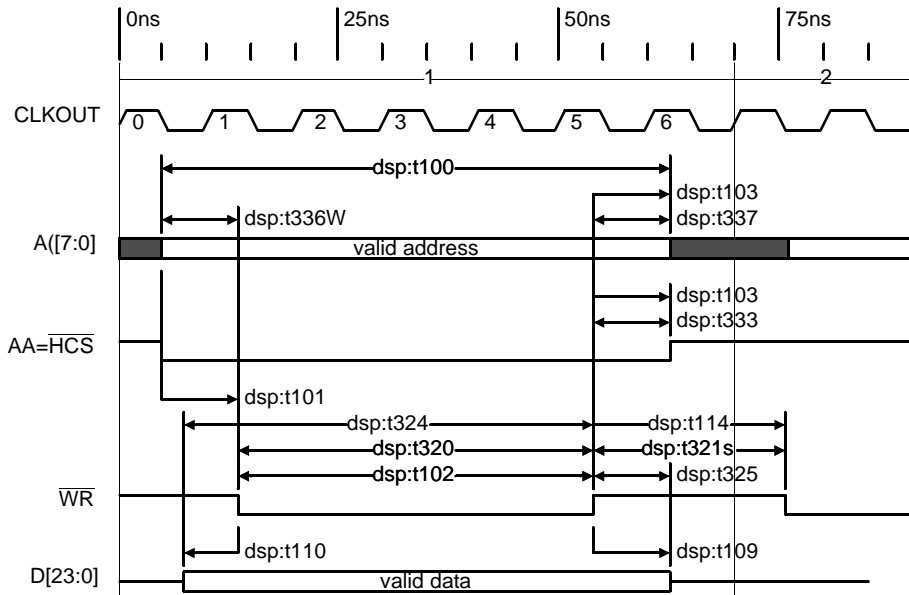 0ns 25ns 50ns 75ns
1 2
CLKOUT 0 1 2 3 4 5 6
dsp:t100
dsp:t103
dsp:t336W dsp:t337
A([7:0] valid address
dsp:t103
dsp:t333
AA=HCS
dsp:t101
dsp:t324 dsp:t114
dsp:t320 dsp:t321s
dsp:t102 dsp:t325
WR
dsp:t110 dsp:t109
D[23:0] valid data